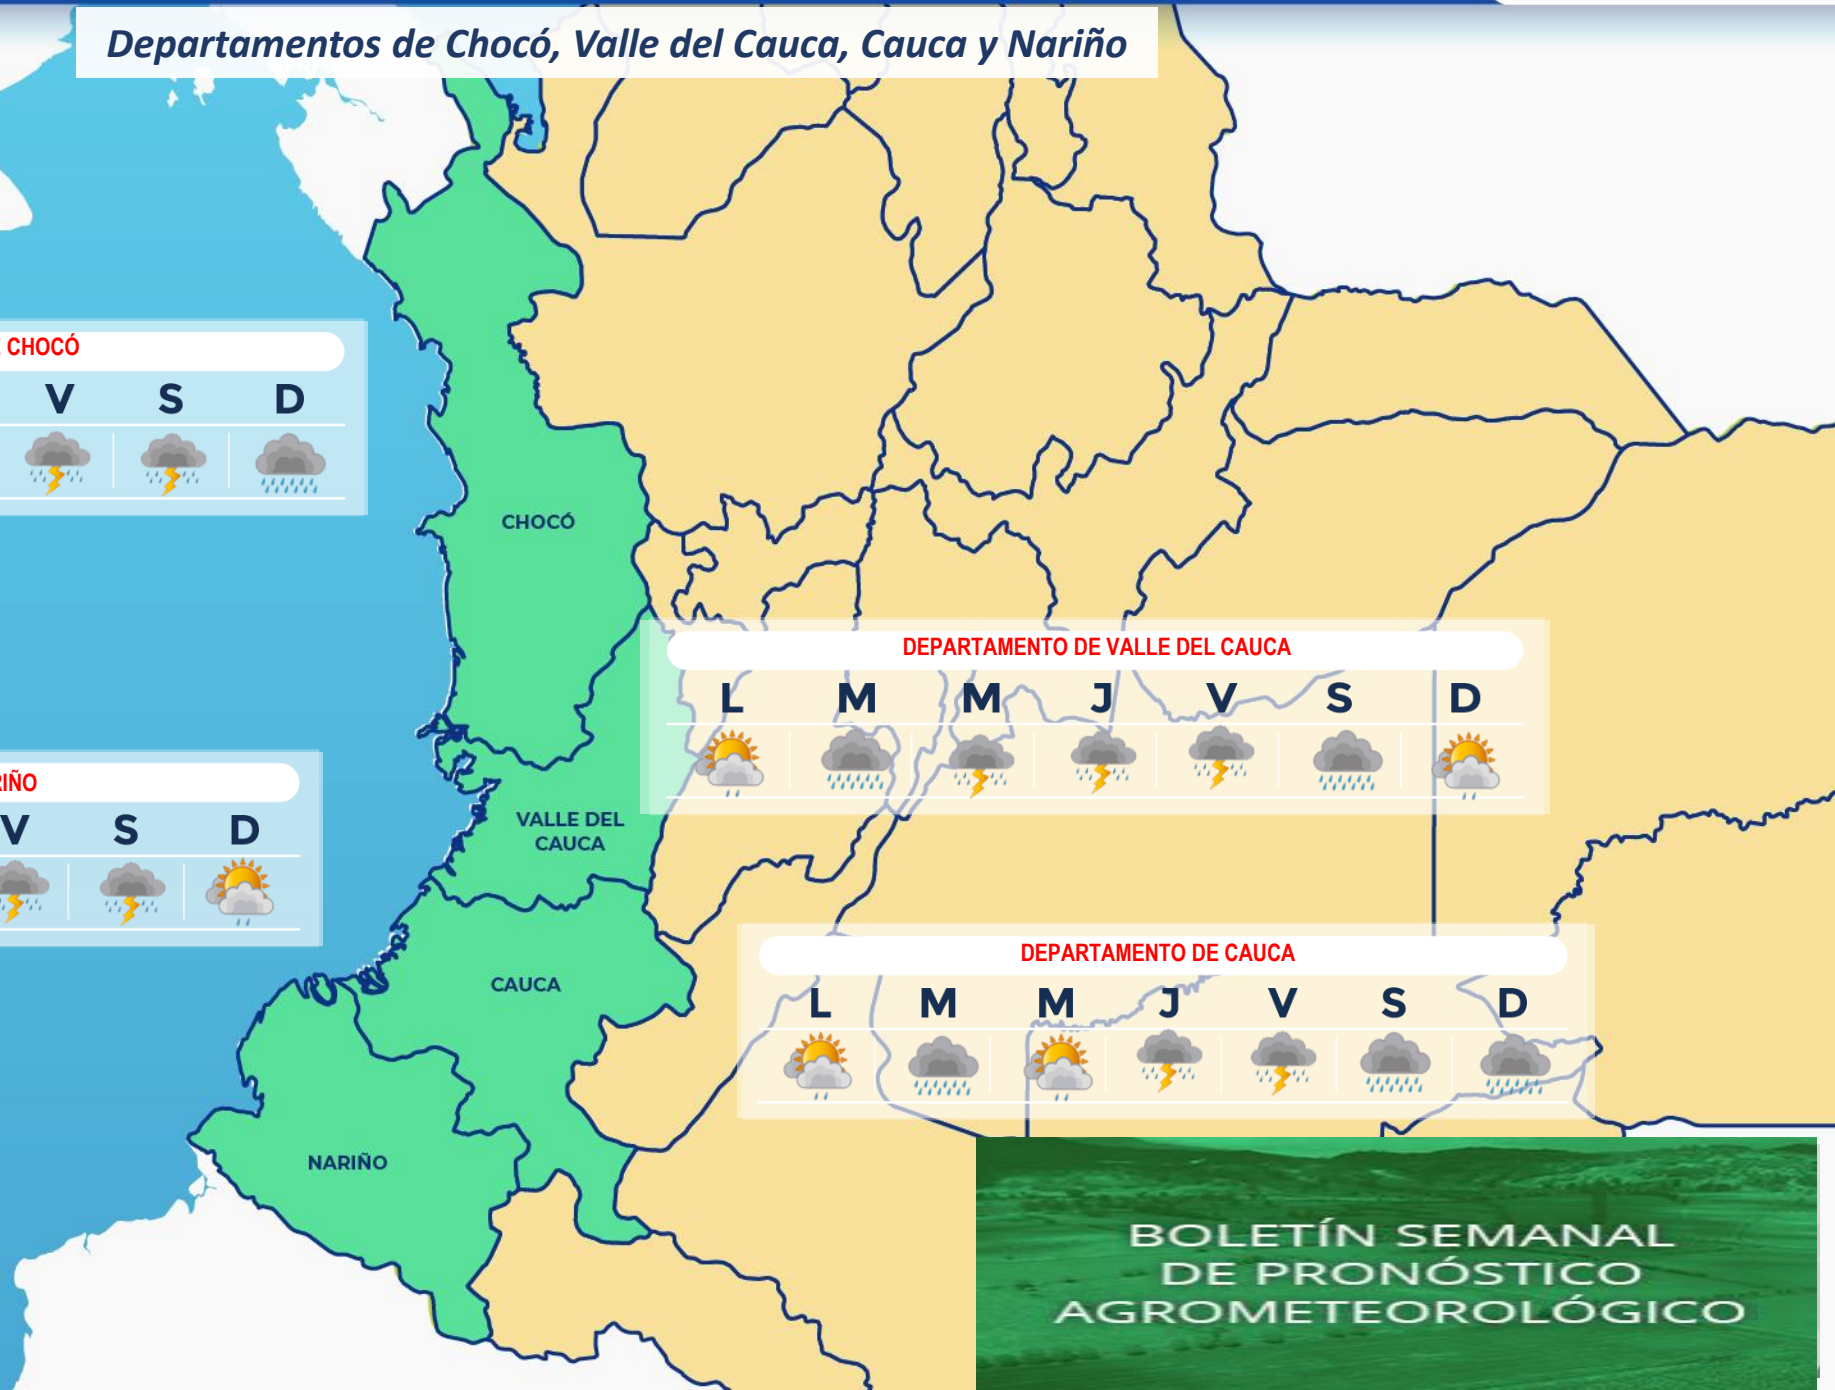 Departamentos de Chocó, Valle del Cauca, Cauca y Nariño
CHOCÓ
V S D
CHOCÓ
DEPARTAMENTO DE VALLE DEL CAUCA
L M M J V S D
RIÑO
V S D
VALLE DEL
CAUCA
DEPARTAMENTO DE CAUCA
L M M J V S D
CAUCA
NARIÑO
BOLETÍN SEMANAL
DE PRONÓSTICO
AGROMETEOROLÓGICO